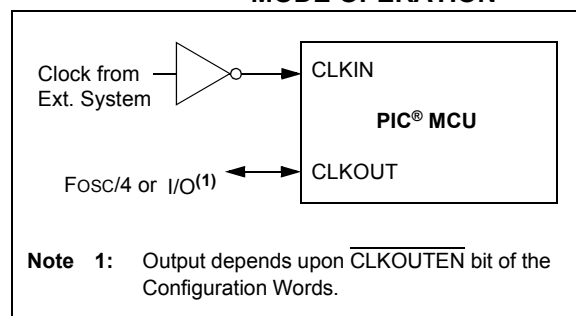 MODE OPERATION
Clock from
Ext. System
CLKIN
PIC® MCU
FOSC/4 or I/O(1)
CLKOUT
Note 1: Output depends upon CLKOUTEN bit of the
Configuration Words.